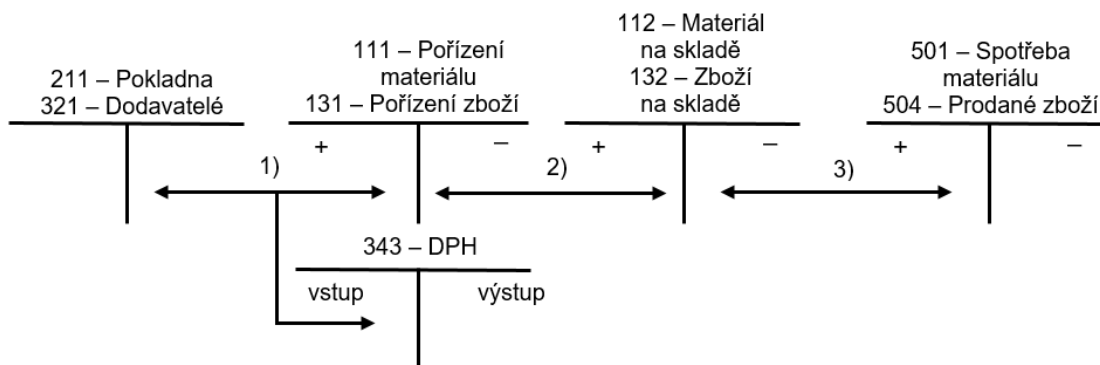 211 – Pokladna
321 – Dodavatelé
111 – Pořízení
materiálu
131 – Pořízení zboží
112 – Materiál
na skladě
132 – Zboží
na skladě
501 – Spotřeba
materiálu
504 – Prodané zboží
+
–
+
–
+
–
1)
2)
3)
343 – DPH
vstup
výstup